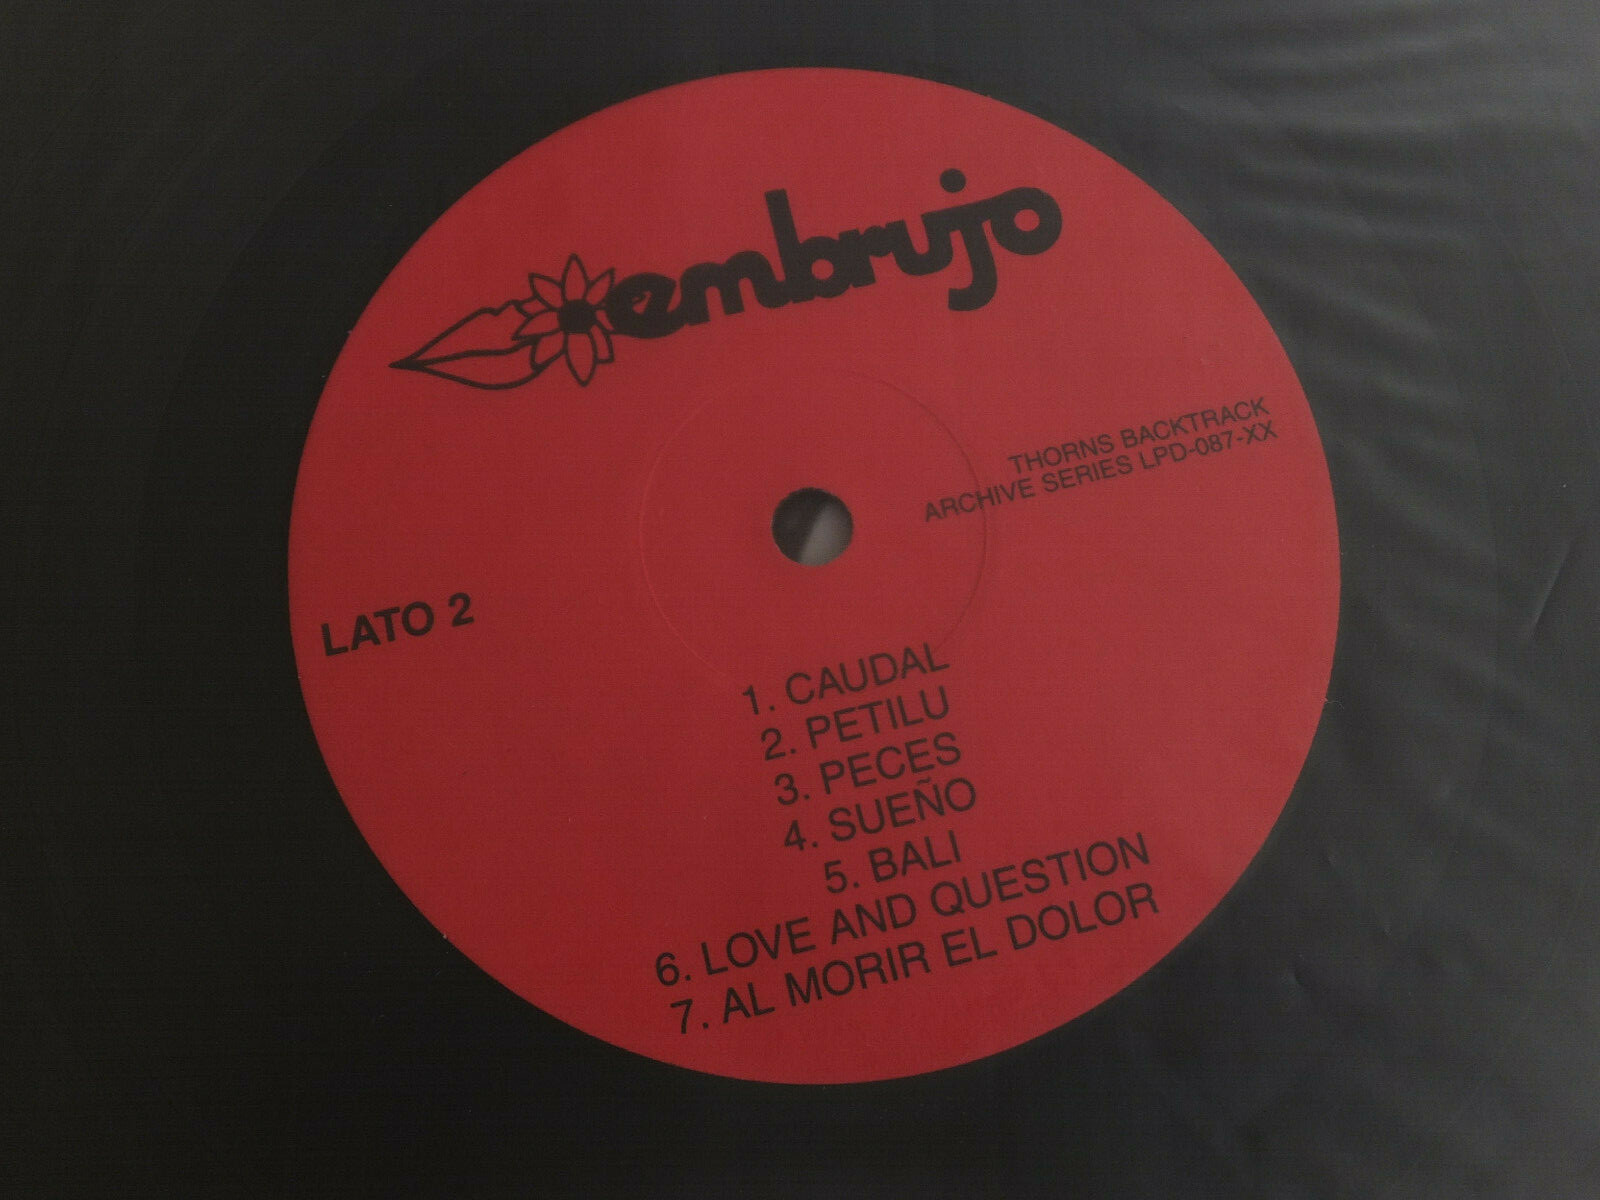 embrujo
THORNS BACKTRACK
ARCHIVE SERIES LPD-087-XX
LATO 2
1. CAUDAL
2. PETILU
3. PECES
4. SUEÑO
5. BALI
6. LOVE AND QUESTION
7. AL MORIR EL DOLOR